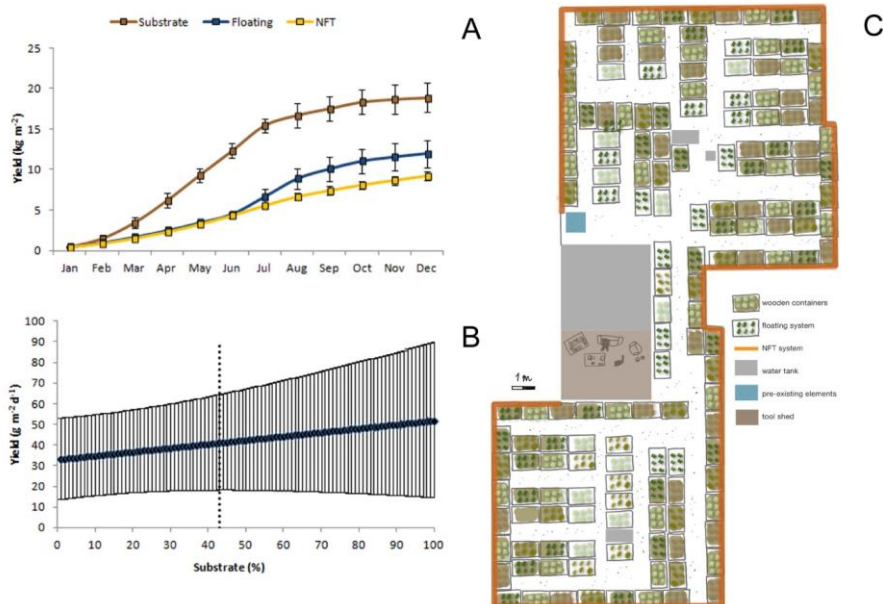 Substrate Floating NFT
A
Yield (kg m⁻²)
25
20
15
10
5
0
Jan Feb Mar Apr May Jun Jul Aug Sep Oct Nov Dec
B
Yield (g m⁻² d⁻¹)
100
90
80
70
60
50
40
30
20
10
0
0 10 20 30 40 50 60 70 80 90 100
Substrate (%)
C
wooden containers
floating system
NFT system
water tank
pre-existing elements
tool shed
1 m